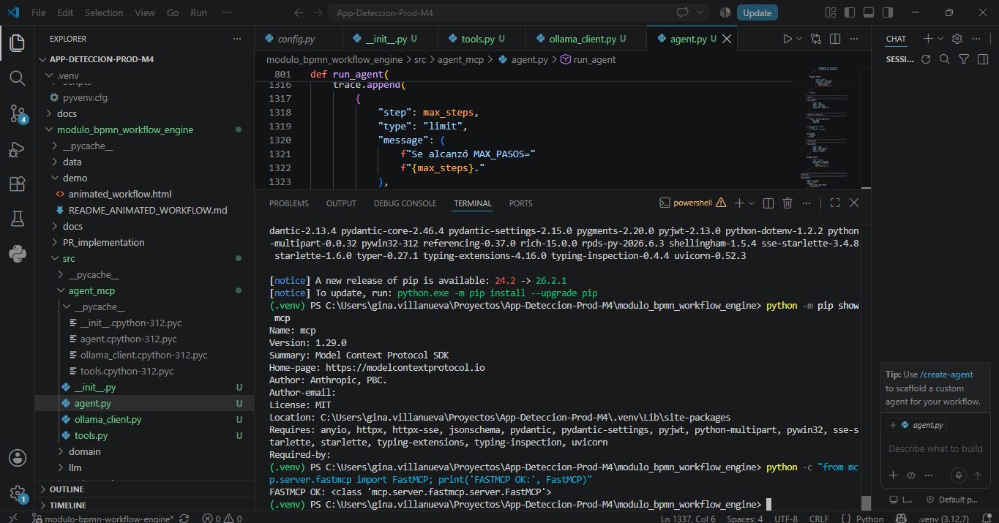 File Edit Selection View Go Run ···
App-Deteccion-Prod-M4
Update
EXPLORER
APP-DETECCION-PROD-M4
.venv
Scripts
pyvenv.cfg
docs
modulo_bpmn_workflow_engine
__pycache__
data
demo
animated_workflow.html
README_ANIMATED_WORKFLOW.md
docs
PR_implementation
src
__pycache__
agent_mcp
__pycache__
__init__.cpython-312.pyc
agent.cpython-312.pyc
ollama_client.cpython-312.pyc
tools.cpython-312.pyc
__init__.py U
agent.py U
ollama_client.py U
tools.py U
domain
llm
OUTLINE
TIMELINE
4
1
config.py __init__.py U tools.py U ollama_client.py U agent.py U
modulo_bpmn_workflow_engine > src > agent_mcp > agent.py > run_agent
801 def run_agent(
1316 trace.append(
1317 {
1318 "step": max_steps,
1319 "type": "limit",
1320 "message": (
1321 f"Se alcanzó MAX_PASOS="
1322 f"{max_steps}."
1323 ),
PROBLEMS OUTPUT DEBUG CONSOLE TERMINAL PORTS
powershell
dantic-2.13.4 pydantic-core-2.46.4 pydantic-settings-2.15.0 pygments-2.20.0 pyjwt-2.13.0 python-dotenv-1.2.2 python
-multipart-0.0.32 pywin32-312 referencing-0.37.0 rich-15.0.0 rpds-py-2026.6.3 shellingham-1.5.4 sse-starlette-3.4.8
starlette-1.6.0 typer-0.27.1 typing-extensions-4.16.0 typing-inspection-0.4.4 uvicorn-0.52.3
[notice] A new release of pip is available: 24.2 -> 26.2.1
[notice] To update, run: python.exe -m pip install --upgrade pip
(.venv) PS C:\Users\gina.villanueva\Proyectos\App-Deteccion-Prod-M4\modulo_bpmn_workflow_engine> python -m pip show
mcp
Name: mcp
Version: 1.29.0
Summary: Model Context Protocol SDK
Home-page: https://modelcontextprotocol.io
Author: Anthropic, PBC.
Author-email:
License: MIT
Location: C:\Users\gina.villanueva\Proyectos\App-Deteccion-Prod-M4\.venv\Lib\site-packages
Requires: anyio, httpx, httpx-sse, jsonschema, pydantic, pydantic-settings, pyjwt, python-multipart, pywin32, sse-s
tarlette, starlette, typing-extensions, typing-inspection, uvicorn
Required-by:
(.venv) PS C:\Users\gina.villanueva\Proyectos\App-Deteccion-Prod-M4\modulo_bpmn_workflow_engine> python -c "from mc
p.server.fastmcp import FastMCP; print('FASTMCP OK:', FastMCP)"
FASTMCP OK: <class 'mcp.server.fastmcp.server.FastMCP'>
(.venv) PS C:\Users\gina.villanueva\Proyectos\App-Deteccion-Prod-M4\modulo_bpmn_workflow_engine>
CHAT
SESSI...
Tip: Use /create-agent
to scaffold a custom
agent for your workflow.
agent.py
Describe what to build
L... Default p...
modulo-bpmn-workflow-engine* 0 0 Ln 1337, Col 6 Spaces: 4 UTF-8 CRLF {} Python .venv (3.12.7)